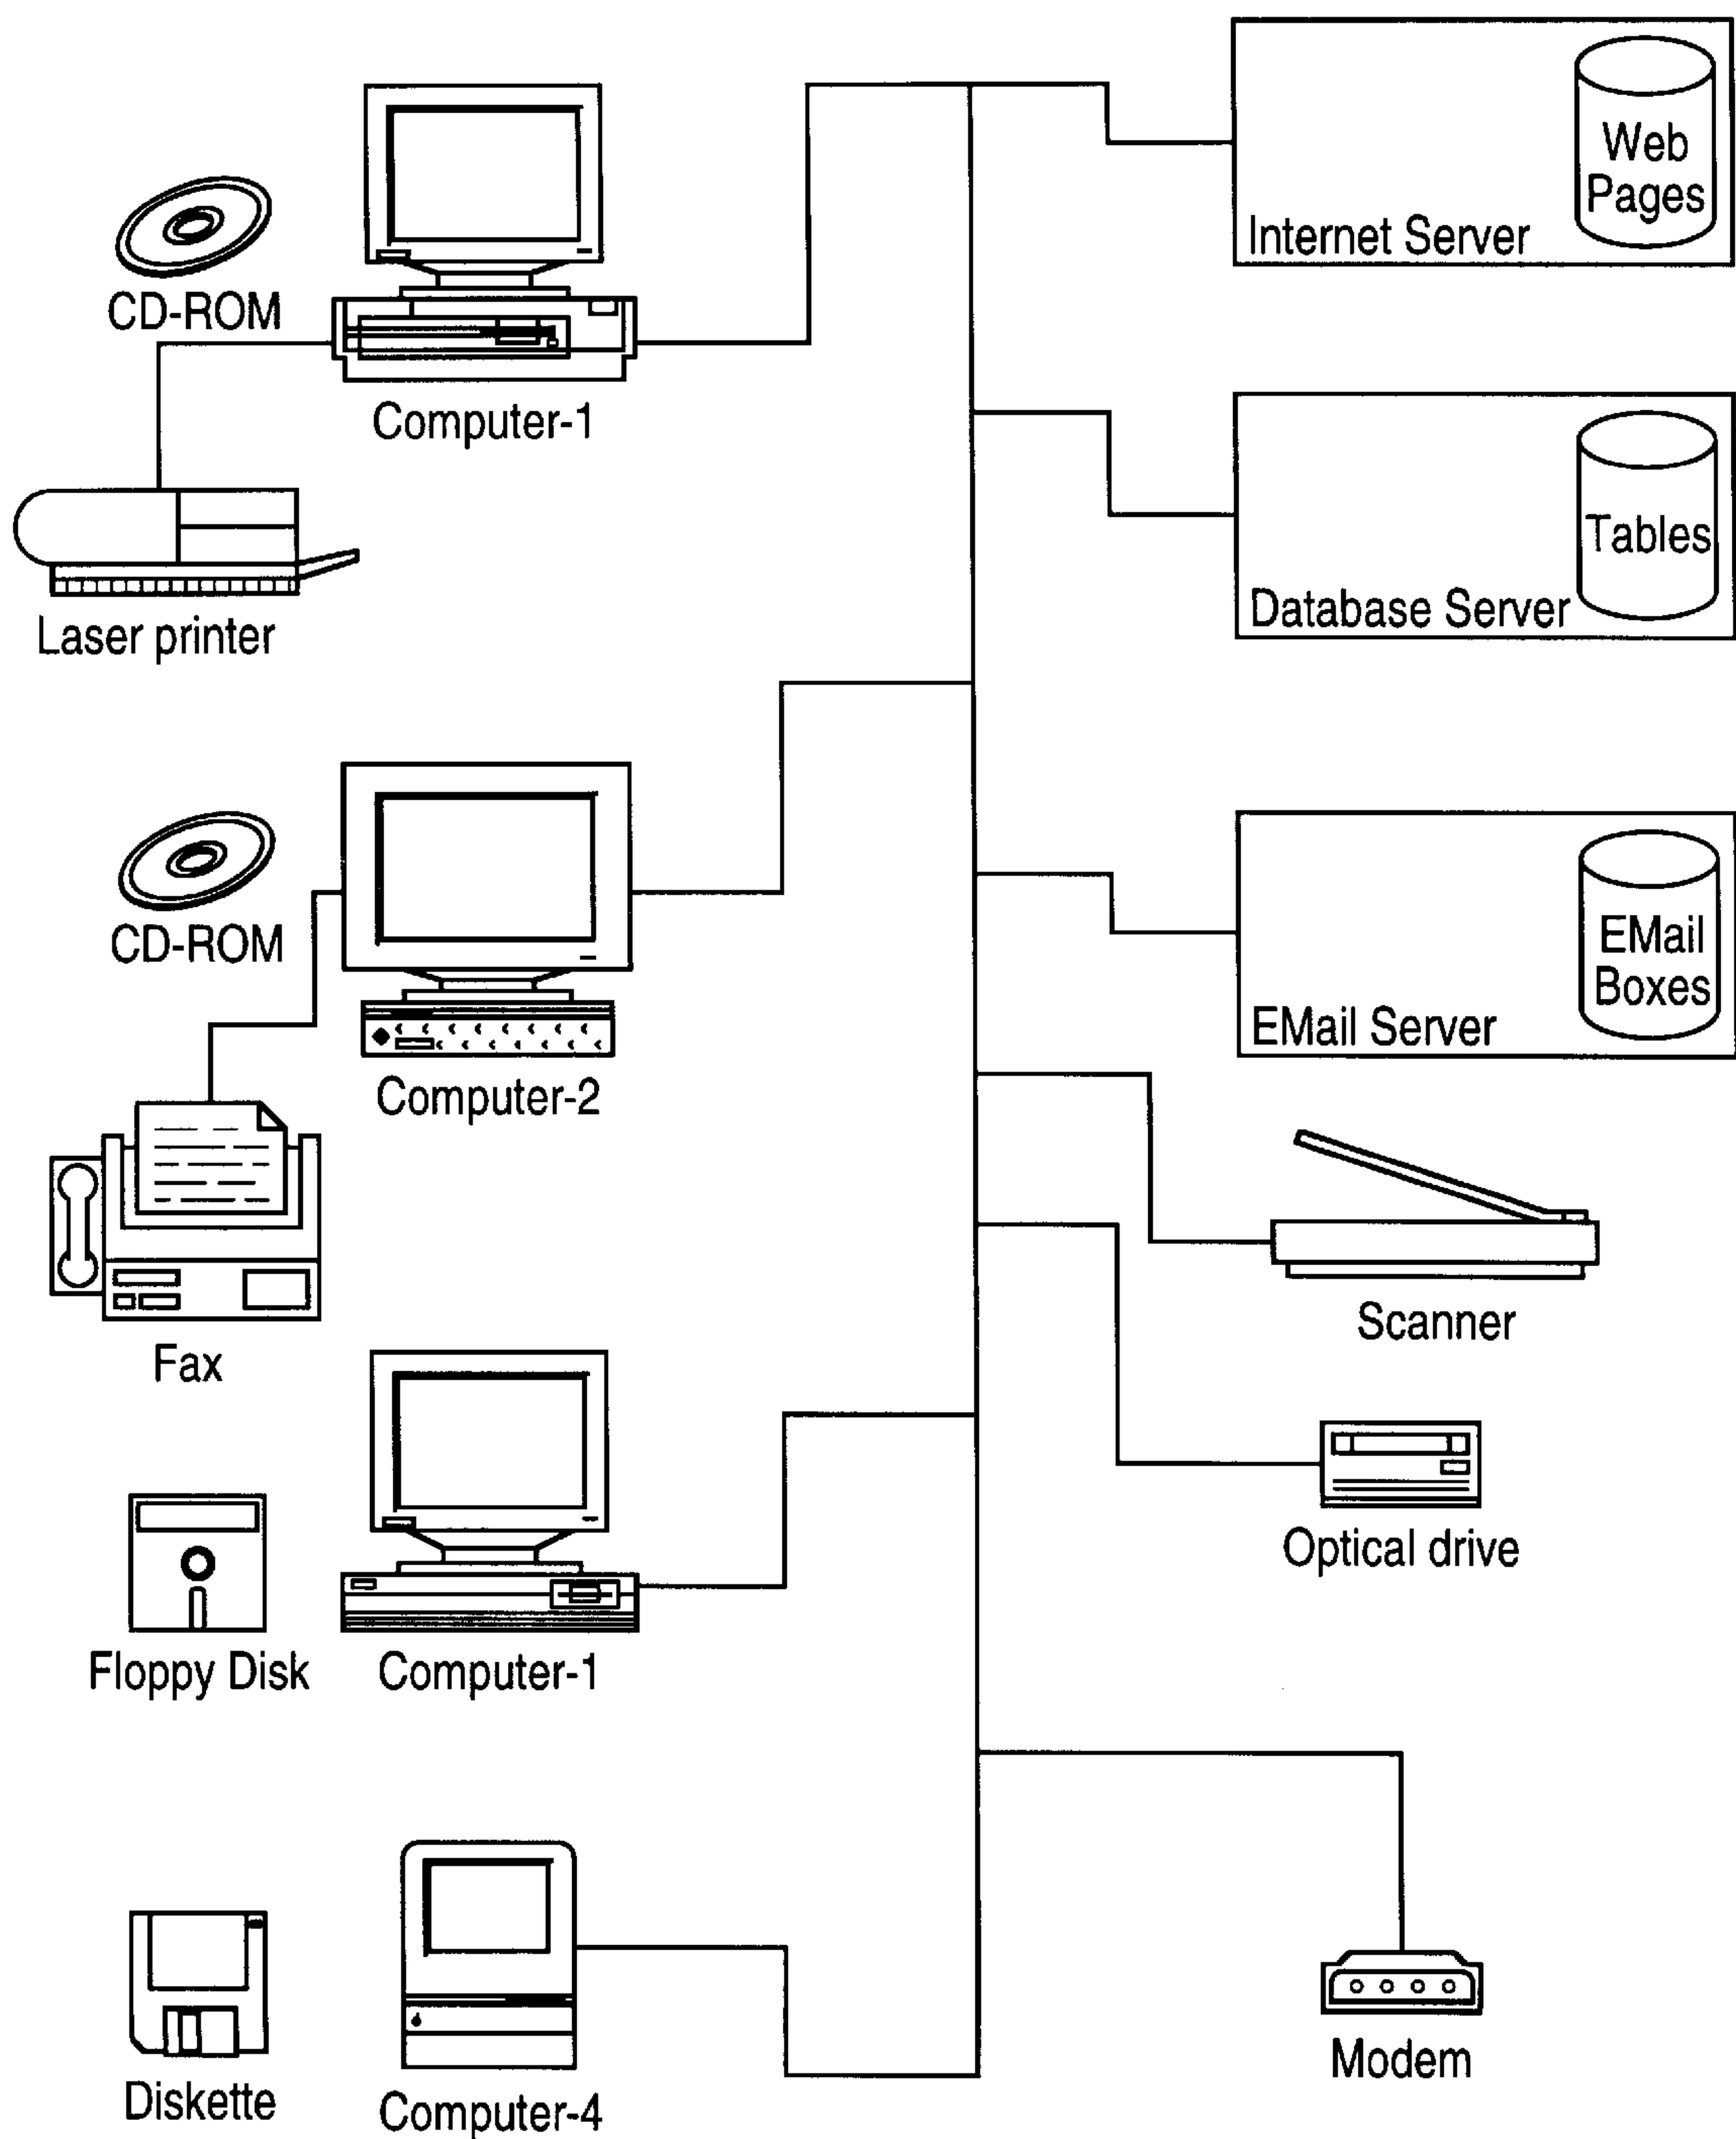 Web
Pages
Internet Server
CD-ROM
Computer-1
Laser printer
Tables
Database Server
CD-ROM
Computer-2
EMail
Boxes
EMail Server
Fax
Scanner
Floppy Disk
Computer-1
Optical drive
Diskette
Computer-4
Modem